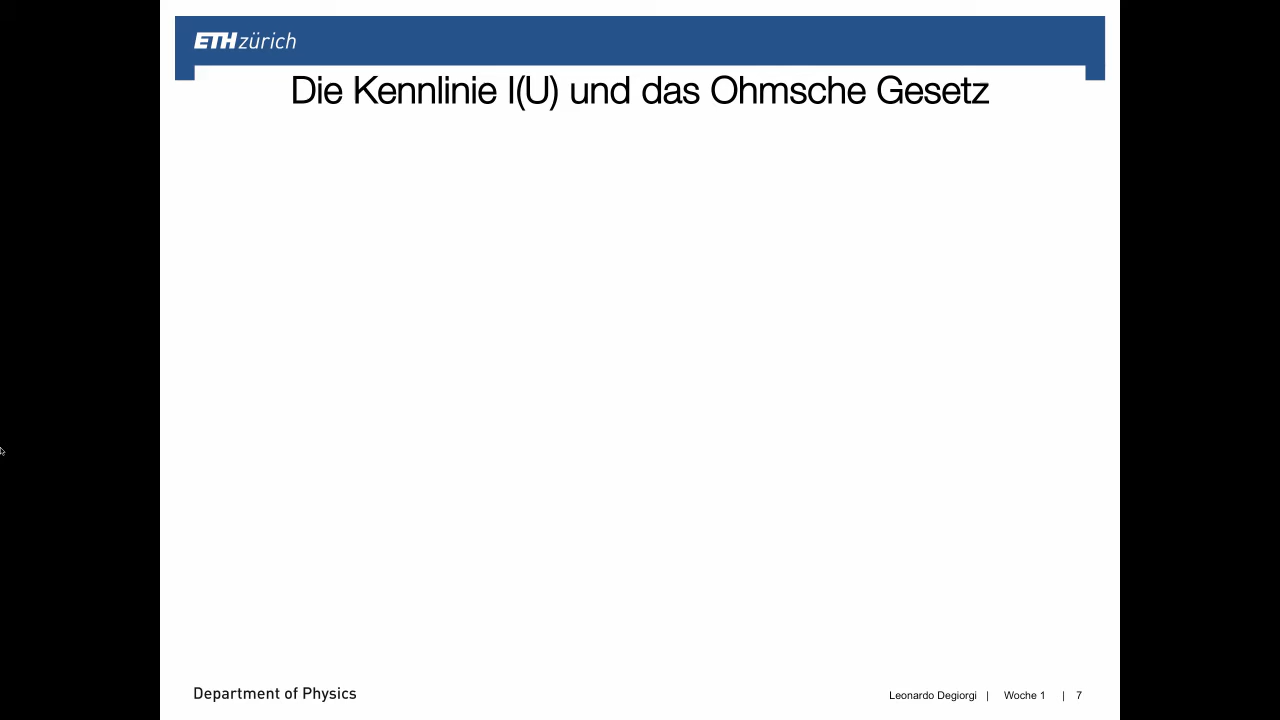 ETH zürich
Die Kennlinie I(U) und das Ohmsche Gesetz
Department of Physics
Leonardo Degiorgi | Woche 1 | 7